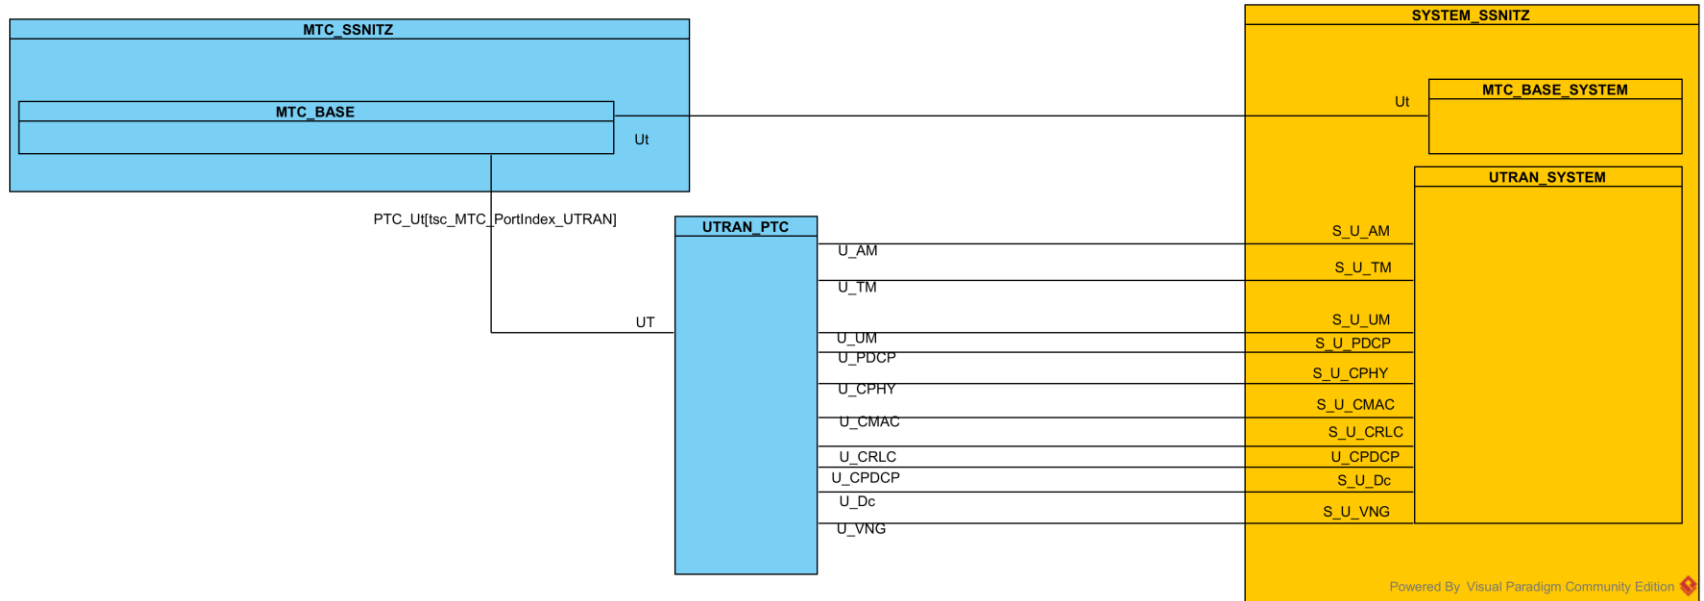 MTC_SSNITZ
SYSTEM_SSNITZ
MTC_BASE
Ut
Ut
MTC_BASE_SYSTEM
UTRAN_SYSTEM
PTC_Ut[tsc_MTC_PortIndex_UTRAN]
UT
UTRAN_PTC
U_AM
S_U_AM
U_TM
S_U_TM
U_UM
S_U_UM
U_PDCP
S_U_PDCP
U_CPHY
S_U_CPHY
U_CMAC
S_U_CMAC
U_CRLC
S_U_CRLC
U_CPDCP
U_CPDCP
U_Dc
S_U_Dc
U_VNG
S_U_VNG
Powered By Visual Paradigm Community Edition